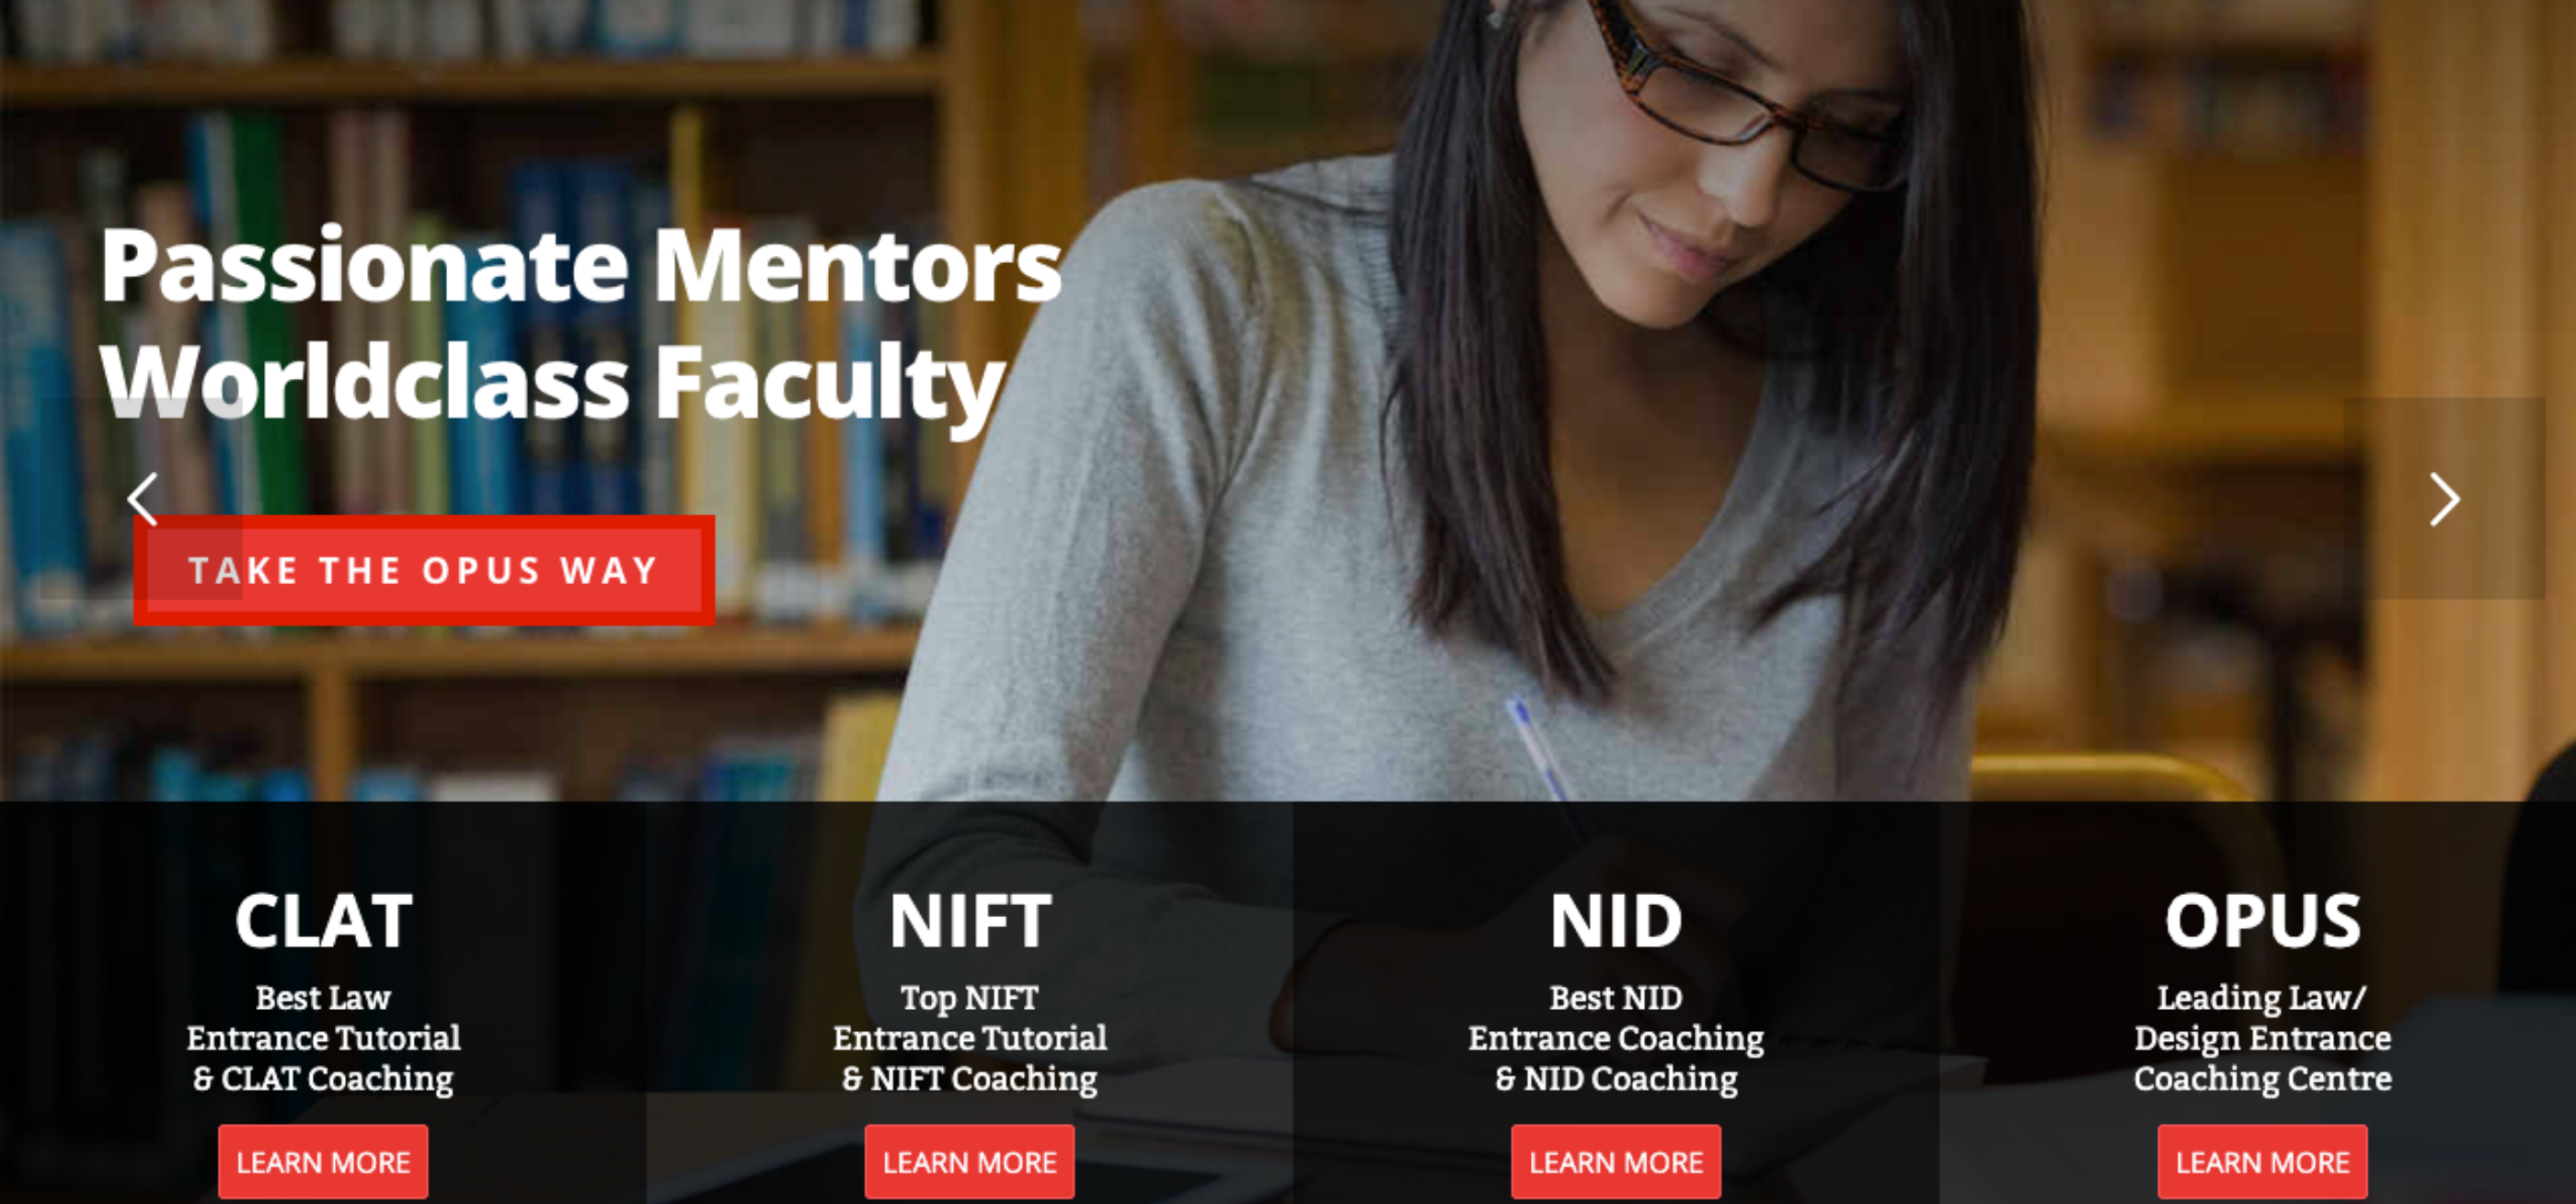 Passionate Mentors
Worldclass Faculty
TAKE THE OPUS WAY
CLAT
Best Law
Entrance Tutorial
& CLAT Coaching
LEARN MORE
NIFT
Top NIFT
Entrance Tutorial
& NIFT Coaching
LEARN MORE
NID
Best NID
Entrance Coaching
& NID Coaching
LEARN MORE
OPUS
Leading Law/
Design Entrance
Coaching Centre
LEARN MORE